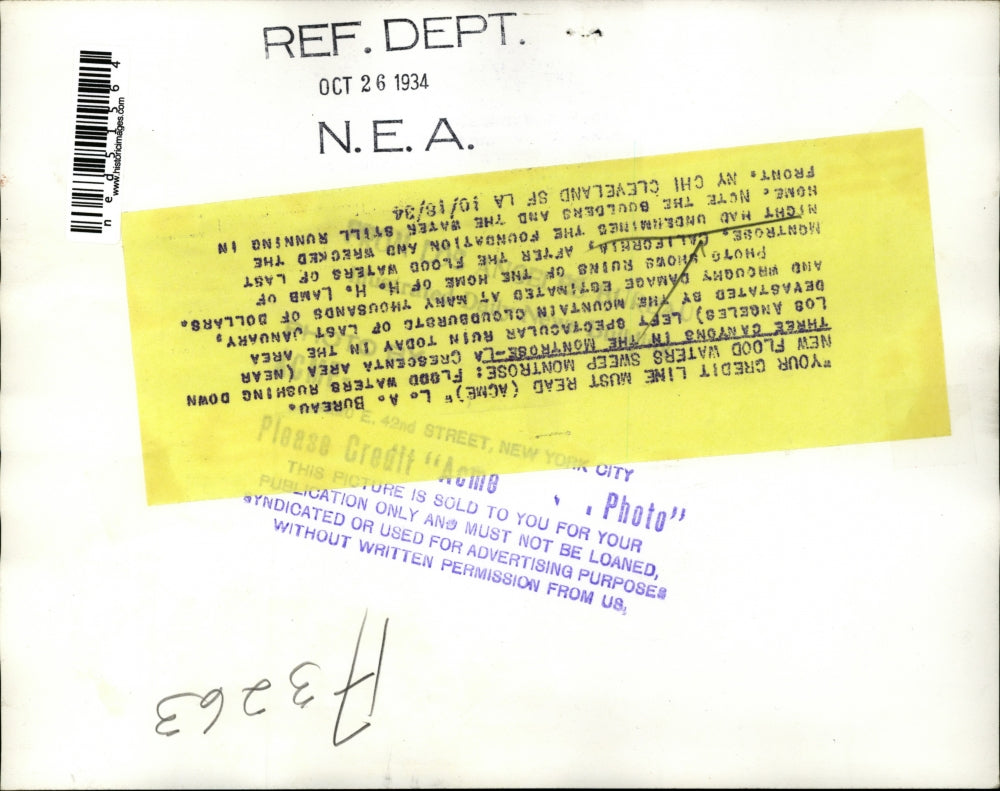 REF. DEPT.
OCT 26 1934
N. E. A.
ned51564
www.historicimages.com
"YOUR CREDIT LINE MUST READ (ACME)" L. A. BUREAU.
NEW FLOOD WATERS SWEEP MONTROSE: FLOOD WATERS RUSHING DOWN
THREE CANYONS IN THE MONTROSE-LA CRESCENTA AREA (NEAR
LOS ANGELES) LEFT SPECTACULAR RUIN TODAY IN THE AREA
DEVASTATED BY THE MOUNTAIN CLOUDBURSTC OF LAST JANUARY,
AND WROUGHT DAMAGE ESTIMATED AT MANY THOUSANDS OF DOLLARS.
PHOTO SHOWS RUINS OF THE HOME OF H. H. LAMB OF
MONTROSE, CALIFORNIA, AFTER THE FLOOD WATERS OF LAST
NIGHT HAD UNDERMINED THE FOUNDATION AND WRECKED THE
HOME. NOTE THE BOULDERS AND THE WATER STILL RUNNING IN
FRONT. NY CHI CLEVELAND SF LA 10/18/34
E. 42nd STREET, NEW YORK CITY
Please Credit "Acme Photo"
THIS PICTURE IS SOLD TO YOU FOR YOUR
PUBLICATION ONLY AND MUST NOT BE LOANED,
SYNDICATED OR USED FOR ADVERTISING PURPOSES
WITHOUT WRITTEN PERMISSION FROM US.
A3263